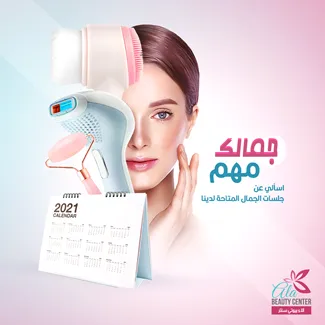 جمالك
مهم
اسألي عن
جلسات الجمال المتاحة لدينا
2021
CALENDAR
Ala
BEAUTY CENTER
الاء بيوتي سنتر